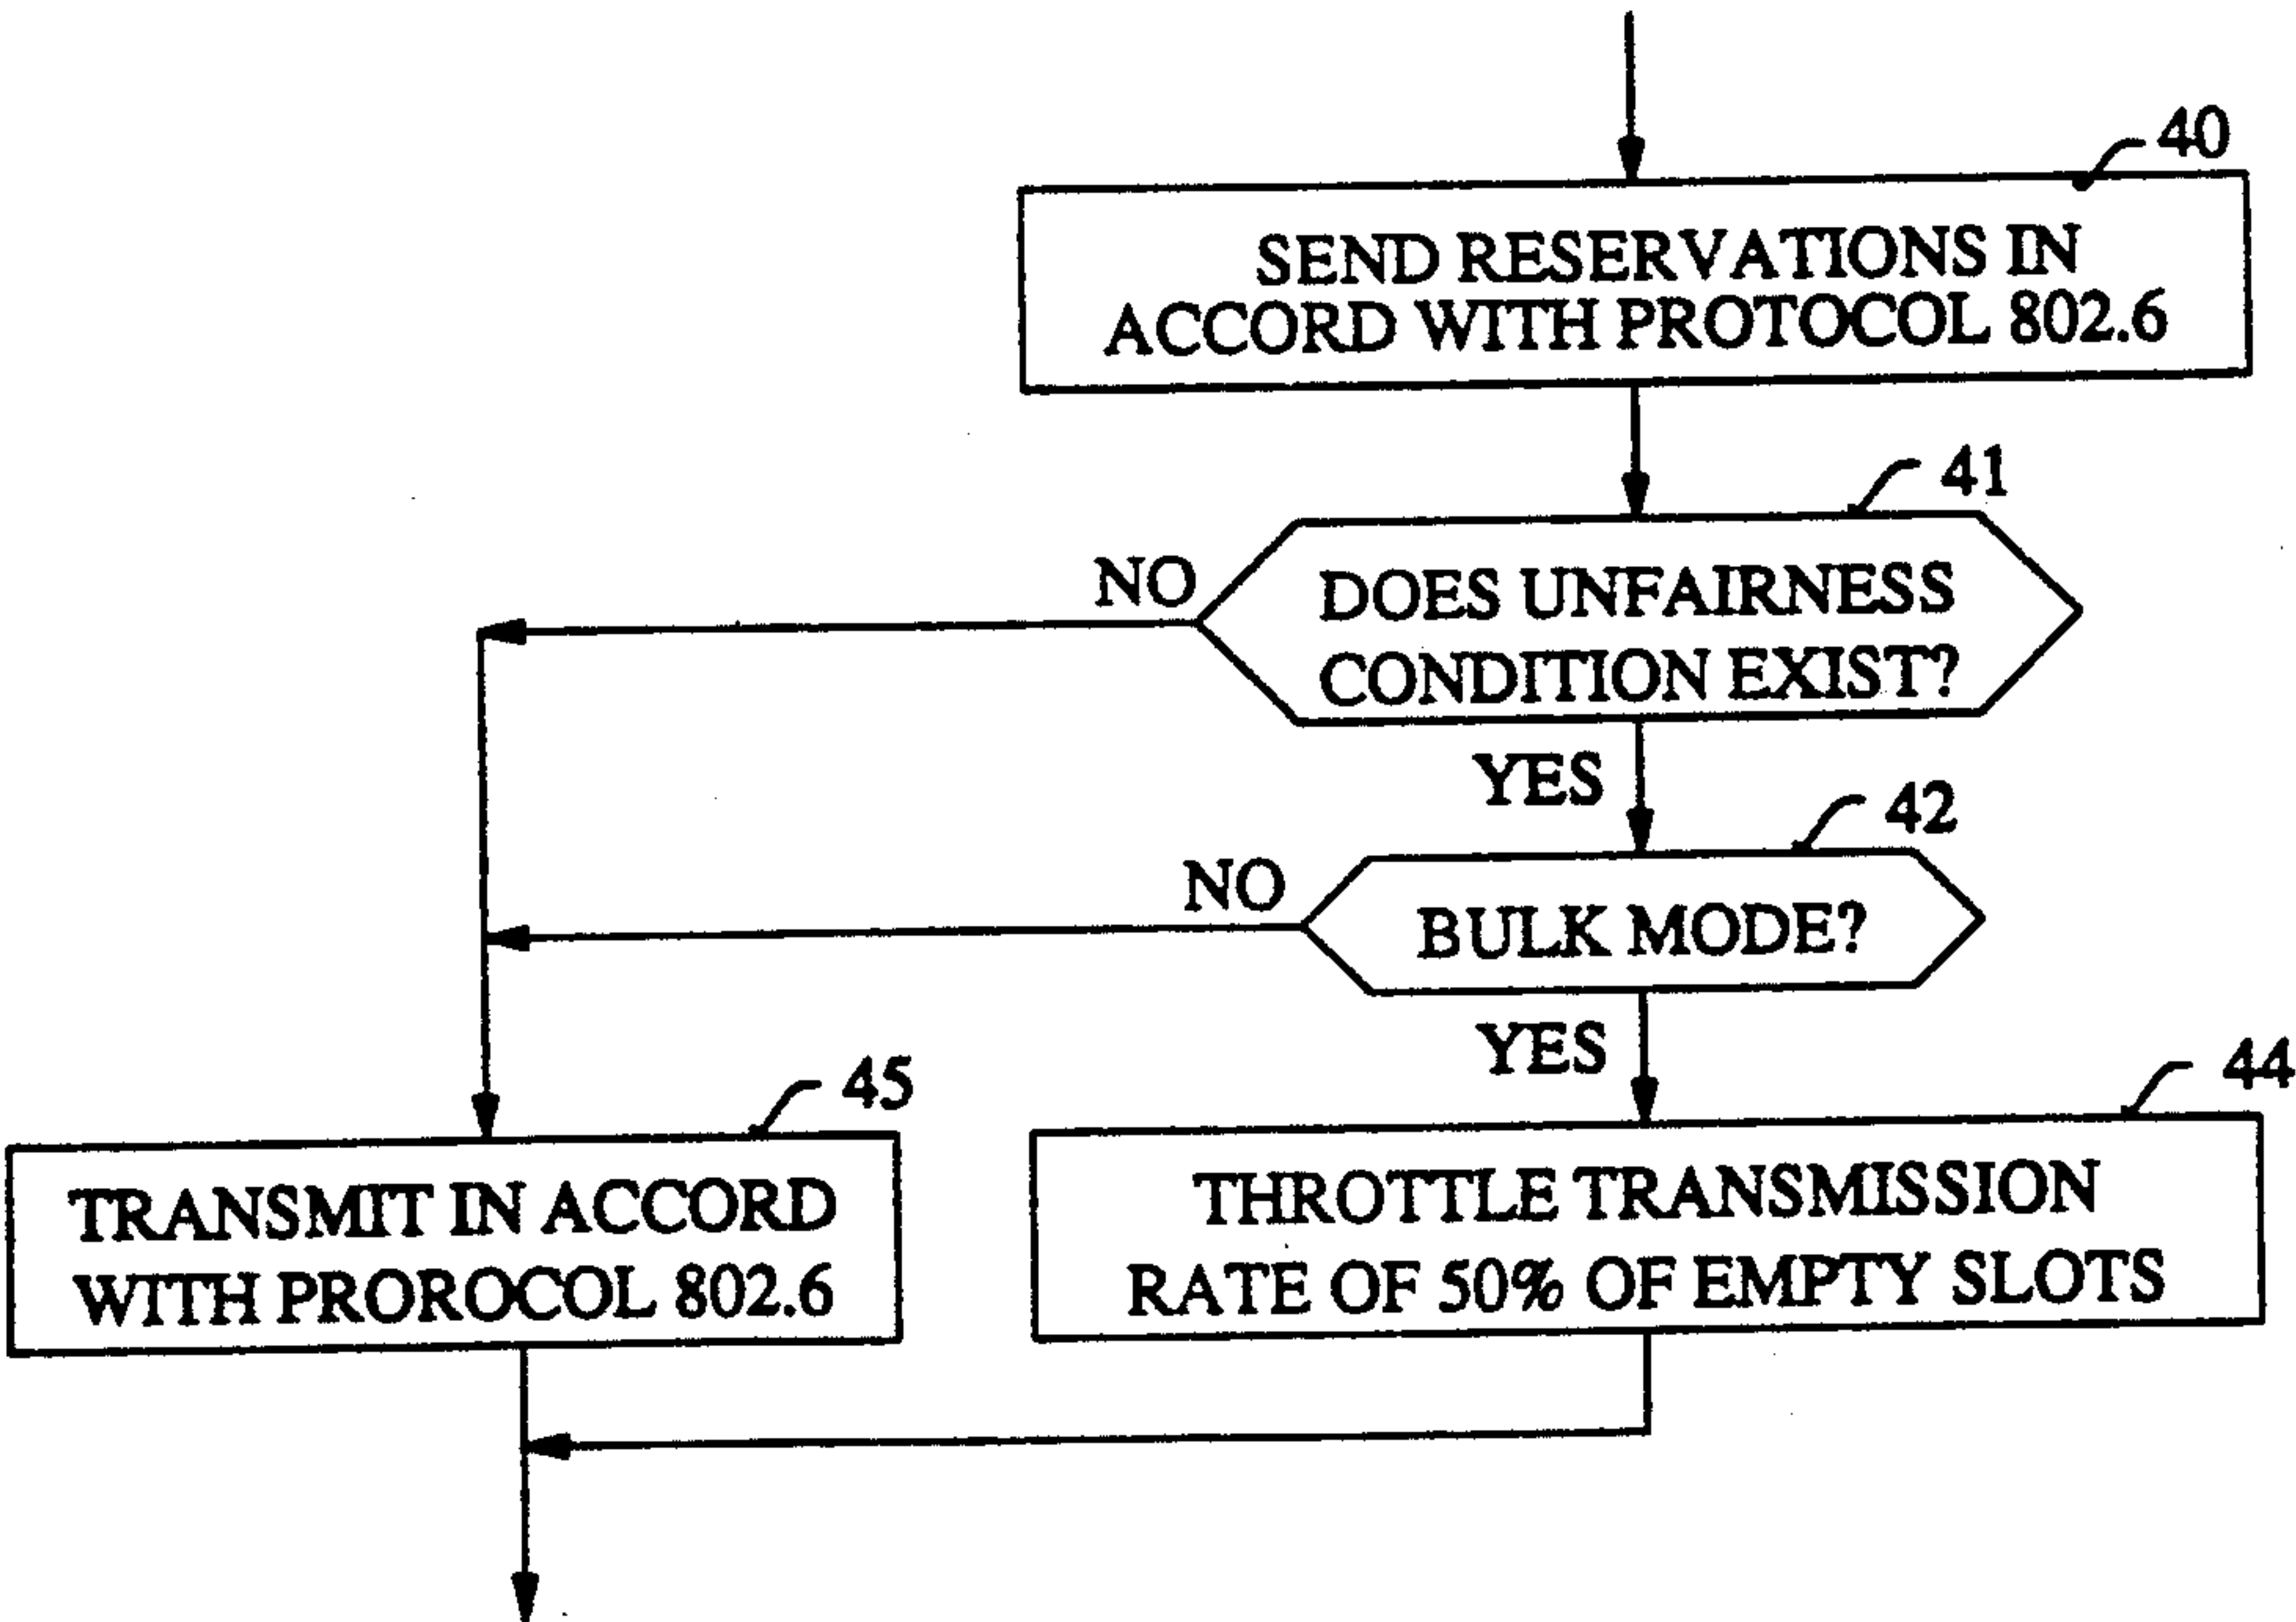 40
SEND RESERVATIONS IN
ACCORD WITH PROTOCOL 802.6
41
NO
DOES UNFAIRNESS
CONDITION EXIST?
YES
42
NO
BULK MODE?
YES
45
44
TRANSMIT IN ACCORD
WITH PROROCOL 802.6
THROTTLE TRANSMISSION
RATE OF 50% OF EMPTY SLOTS